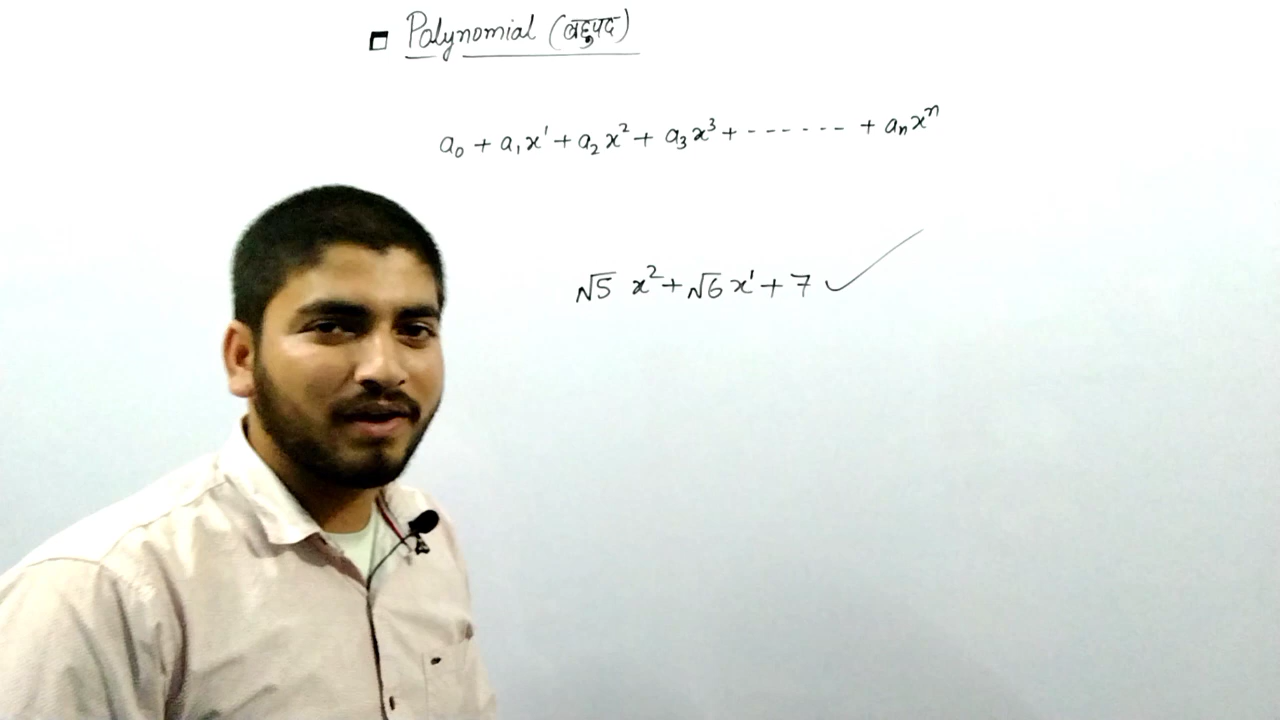 Polynomial (बहुपद)
a₀ + a₁x¹ + a₂x² + a₃x³ + ------ + aₙxⁿ
√5 x² + √6 x¹ + 7 ✓